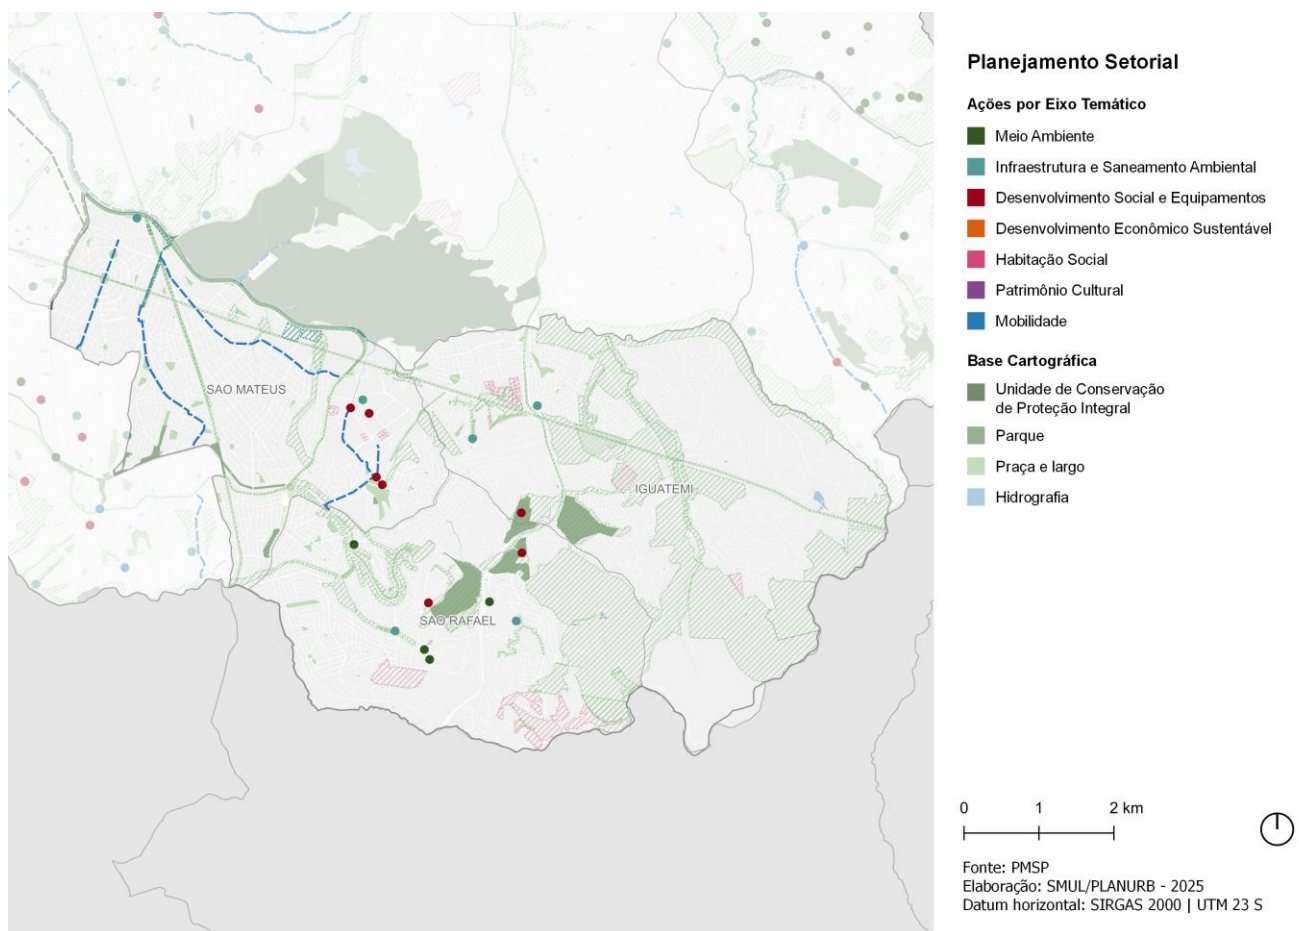 Planejamento Setorial
Ações por Eixo Temático
Meio Ambiente
Infraestrutura e Saneamento Ambiental
Desenvolvimento Social e Equipamentos
Desenvolvimento Econômico Sustentável
Habitação Social
Patrimônio Cultural
Mobilidade
Base Cartográfica
Unidade de Conservação
de Proteção Integral
Parque
Praça e largo
Hidrografia
SAO MATEUS
IGUATEMI
SAO RAFAEL
0 1 2 km
Fonte: PMSP
Elaboração: SMUL/PLANURB - 2025
Datum horizontal: SIRGAS 2000 | UTM 23 S